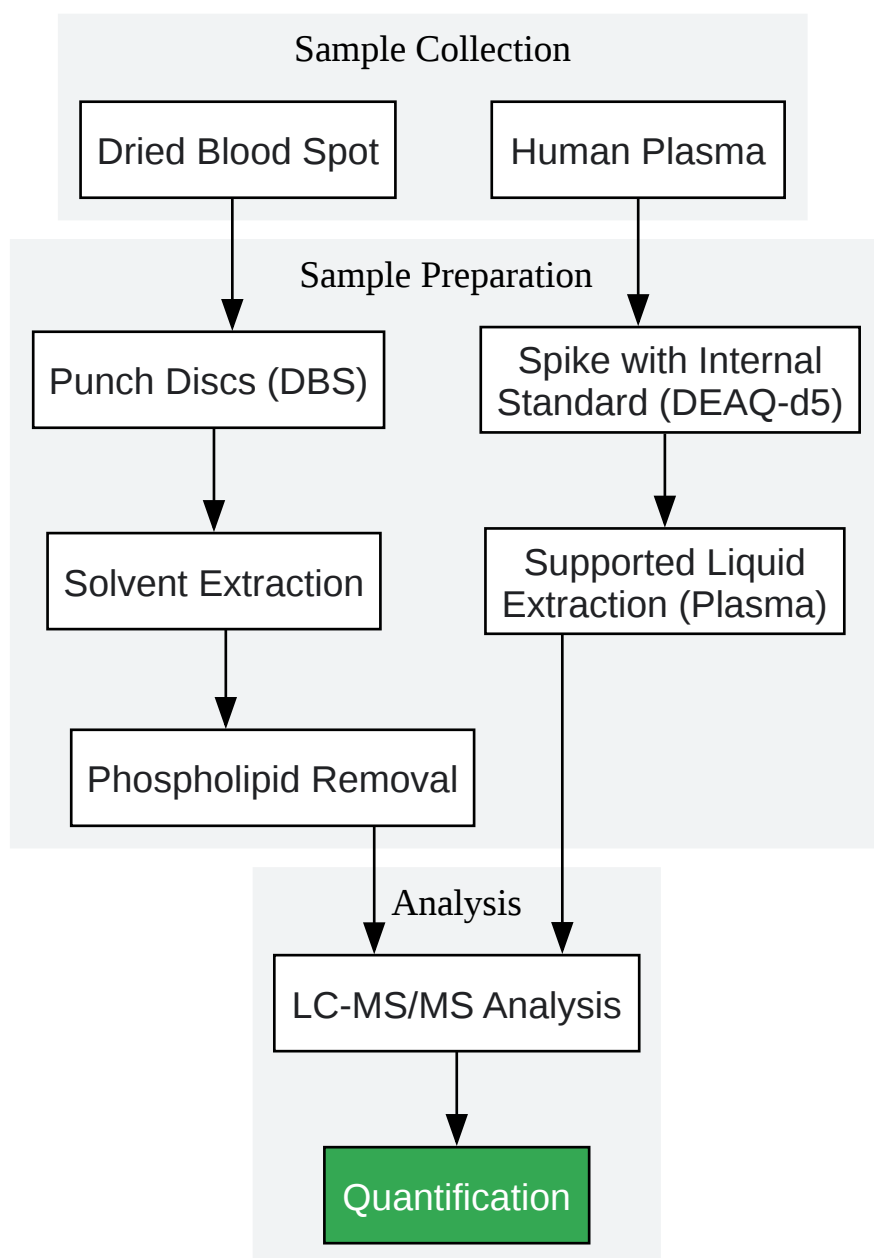 Sample Collection
Dried Blood Spot
Human Plasma
Sample Preparation
Punch Discs (DBS)
Spike with Internal
Standard (DEAQ-d5)
Solvent Extraction
Supported Liquid
Extraction (Plasma)
Phospholipid Removal
Analysis
LC-MS/MS Analysis
Quantification